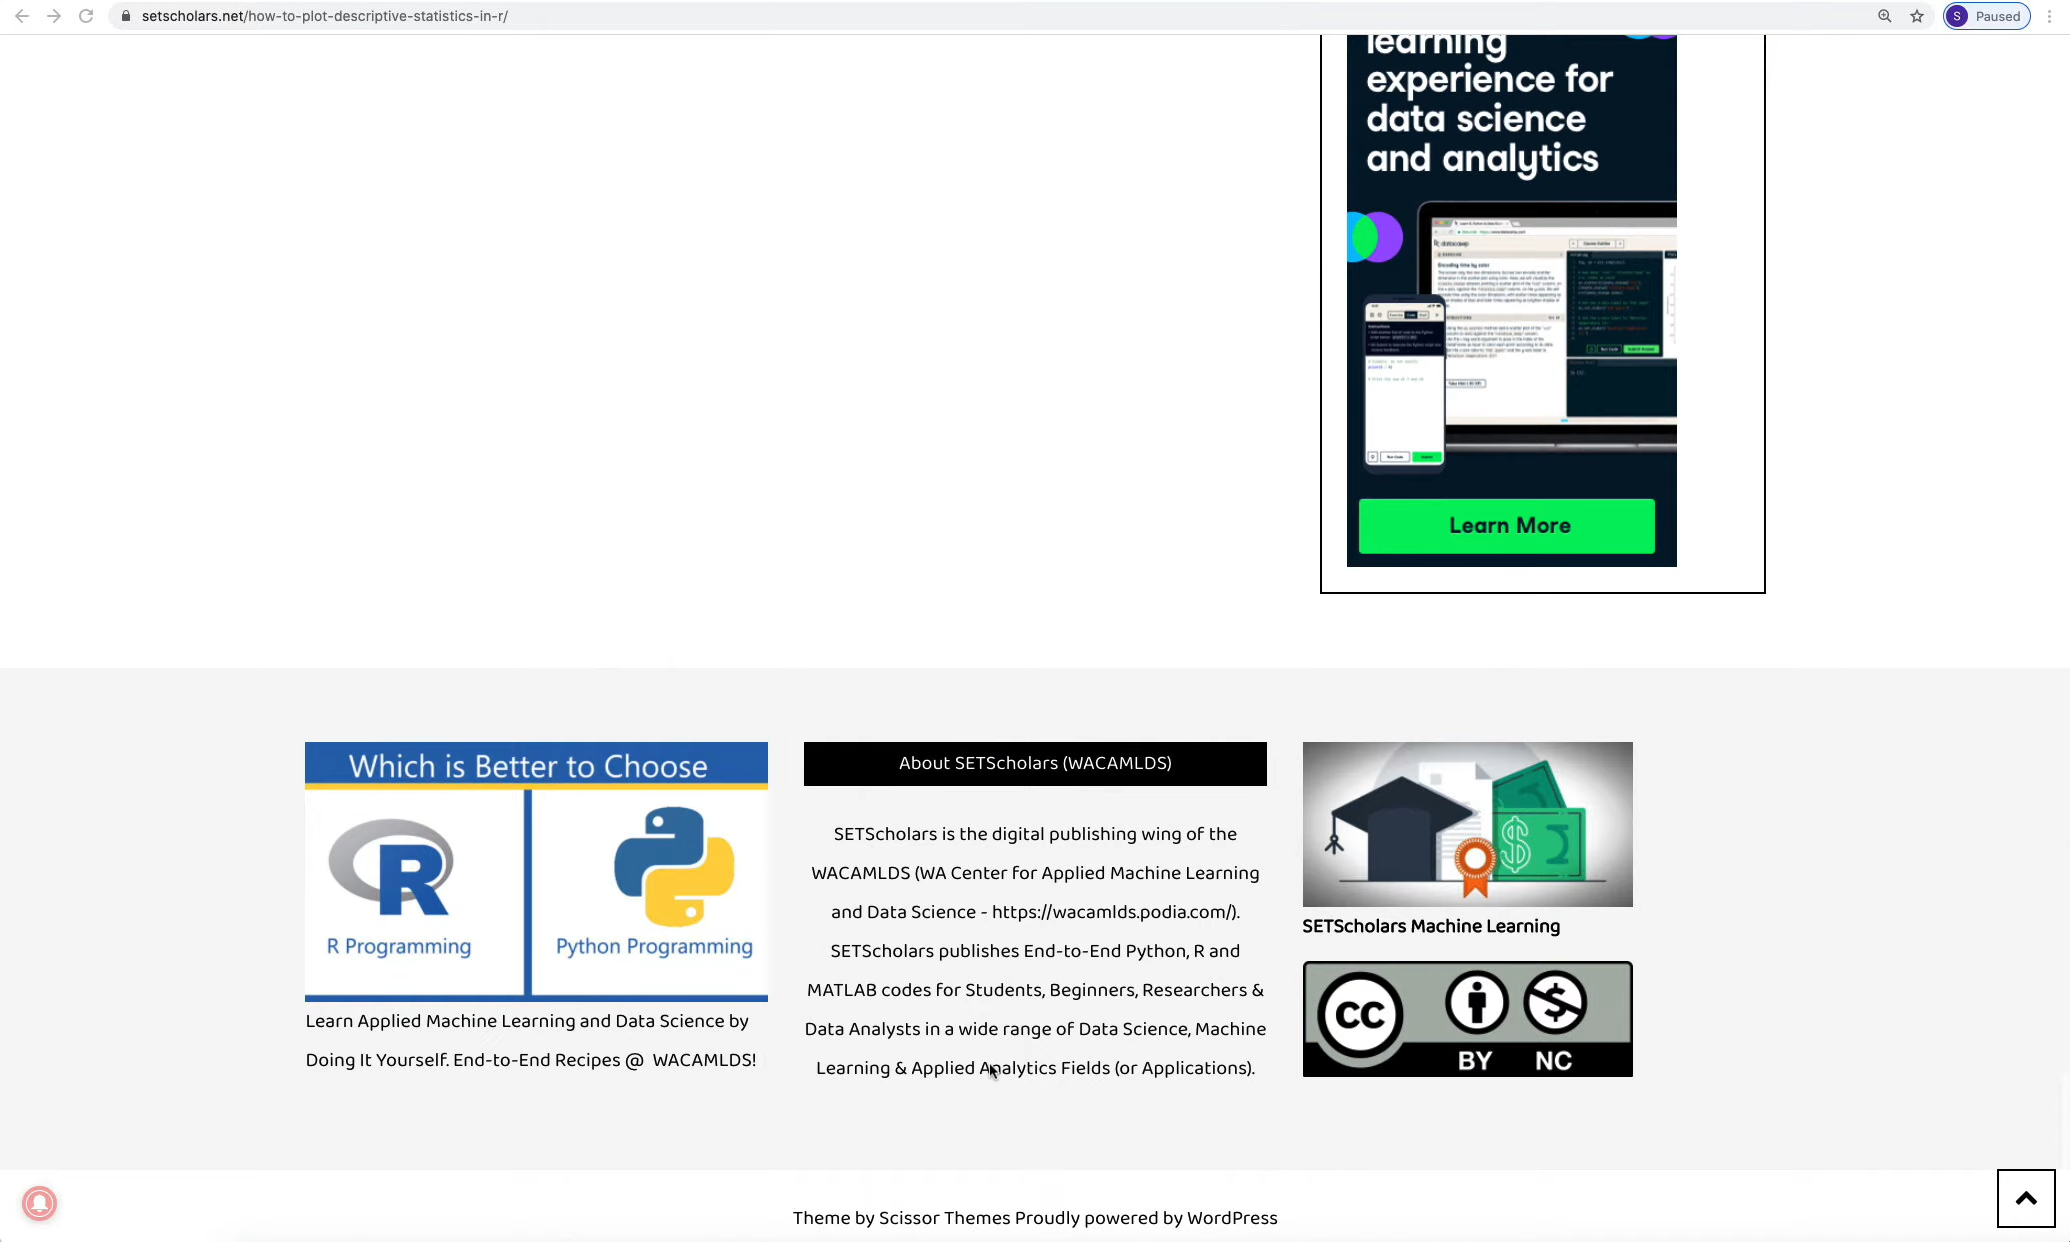 setscholars.net/how-to-plot-descriptive-statistics-in-r/
S Paused
learning
experience for
data science
and analytics
datacamp
Learn More
Which is Better to Choose
R Programming
Python Programming
Learn Applied Machine Learning and Data Science by
Doing It Yourself. End-to-End Recipes @ WACAMLDS!
About SETScholars (WACAMLDS)
SETScholars is the digital publishing wing of the
WACAMLDS (WA Center for Applied Machine Learning
and Data Science - https://wacamlds.podia.com/).
SETScholars publishes End-to-End Python, R and
MATLAB codes for Students, Beginners, Researchers &
Data Analysts in a wide range of Data Science, Machine
Learning & Applied Analytics Fields (or Applications).
SETScholars Machine Learning
CC
BY NC
Theme by Scissor Themes Proudly powered by WordPress